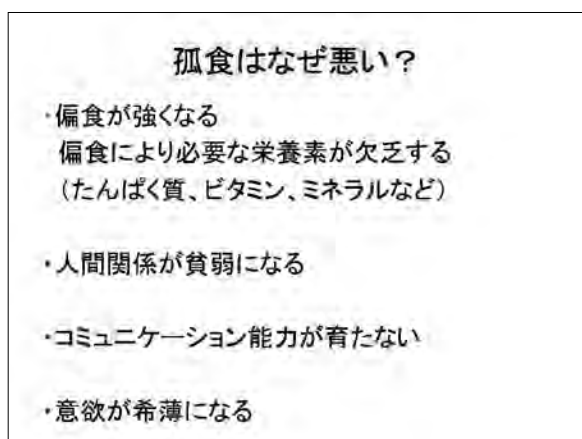 孤食はなぜ悪い？
・偏食が強くなる
偏食により必要な栄養素が欠乏する
（たんぱく質、ビタミン、ミネラルなど）
・人間関係が貧弱になる
・コミュニケーション能力が育たない
・意欲が希薄になる